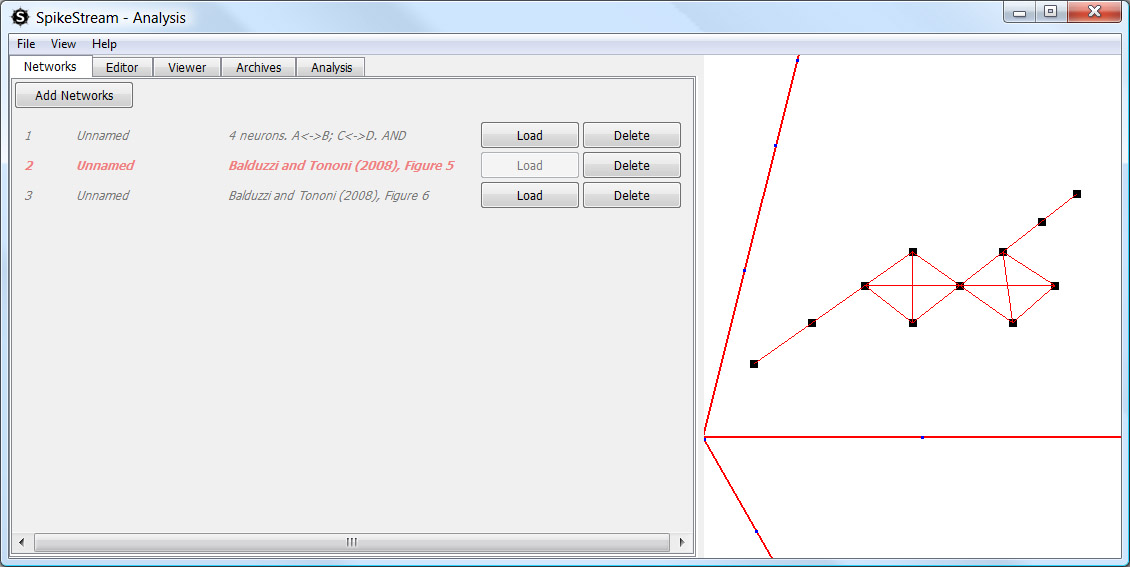 SpikeStream - Analysis
File View Help
Networks Editor Viewer Archives Analysis
Add Networks
1 Unnamed 4 neurons. A<->B; C<->D. AND Load Delete
2 Unnamed Balduzzi and Tononi (2008), Figure 5 Load Delete
3 Unnamed Balduzzi and Tononi (2008), Figure 6 Load Delete